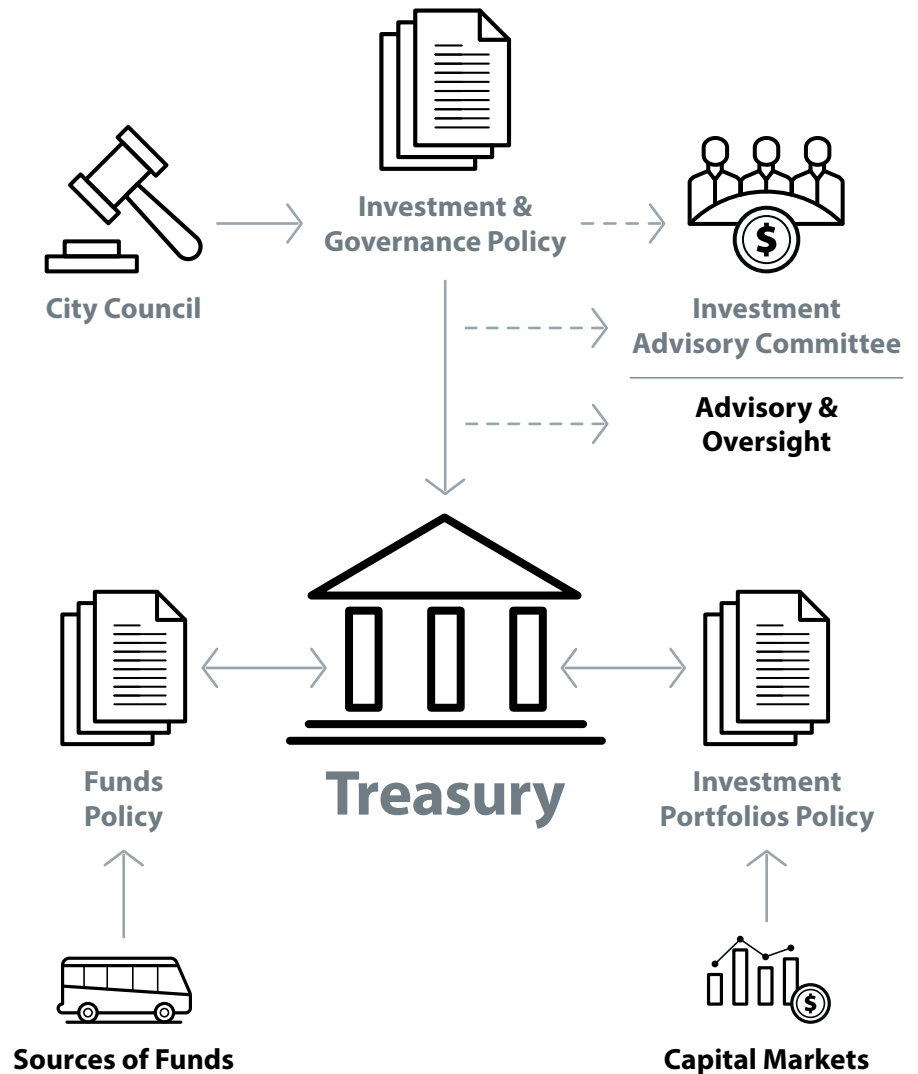 Investment &
Governance Policy
City Council
Investment
Advisory Committee
Advisory &
Oversight
Funds
Policy
Treasury
Investment
Portfolios Policy
Sources of Funds
Capital Markets
$
$